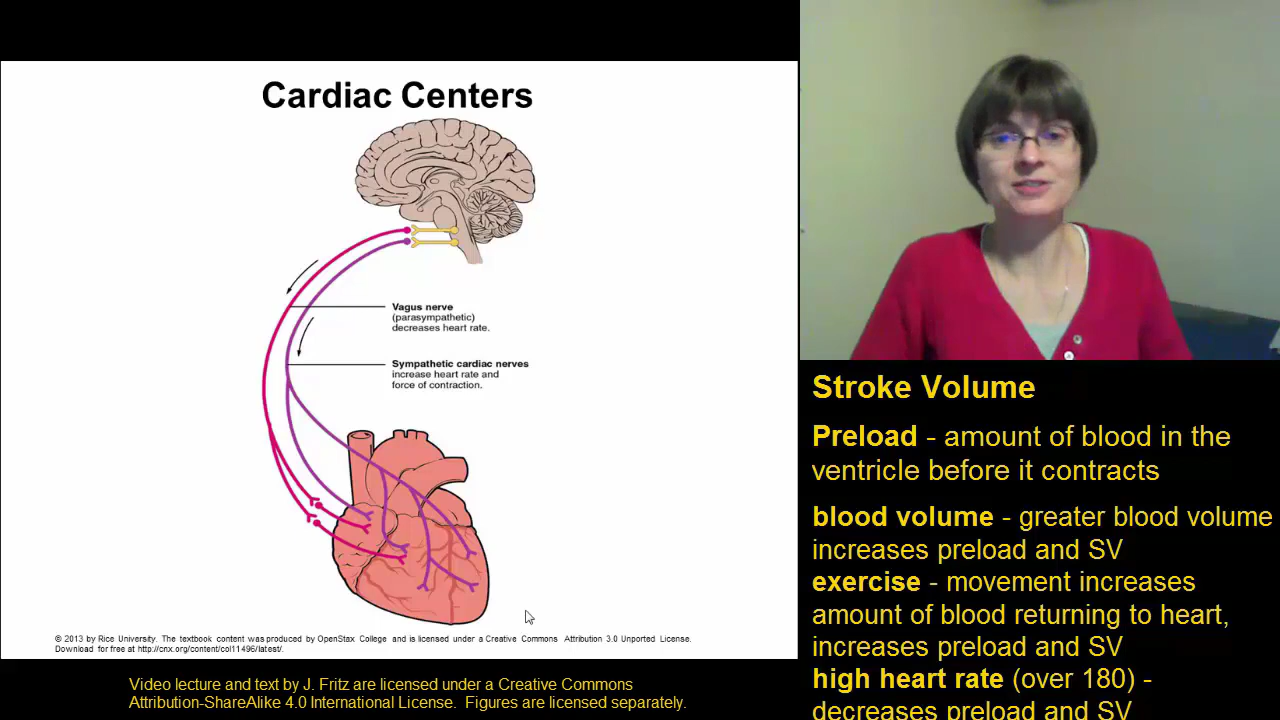 Cardiac Centers
Vagus nerve
(parasympathetic)
decreases heart rate.
Sympathetic cardiac nerves
increase heart rate and
force of contraction.
© 2013 by Rice University. The textbook content was produced by OpenStax College and is licensed under a Creative Commons Attribution 3.0 Unported License.
Download for free at http://cnx.org/content/col11496/latest/.
Video lecture and text by J. Fritz are licensed under a Creative Commons
Attribution-ShareAlike 4.0 International License. Figures are licensed separately.
Stroke Volume
Preload - amount of blood in the
ventricle before it contracts
blood volume - greater blood volume
increases preload and SV
exercise - movement increases
amount of blood returning to heart,
increases preload and SV
high heart rate (over 180) -
decreases preload and SV